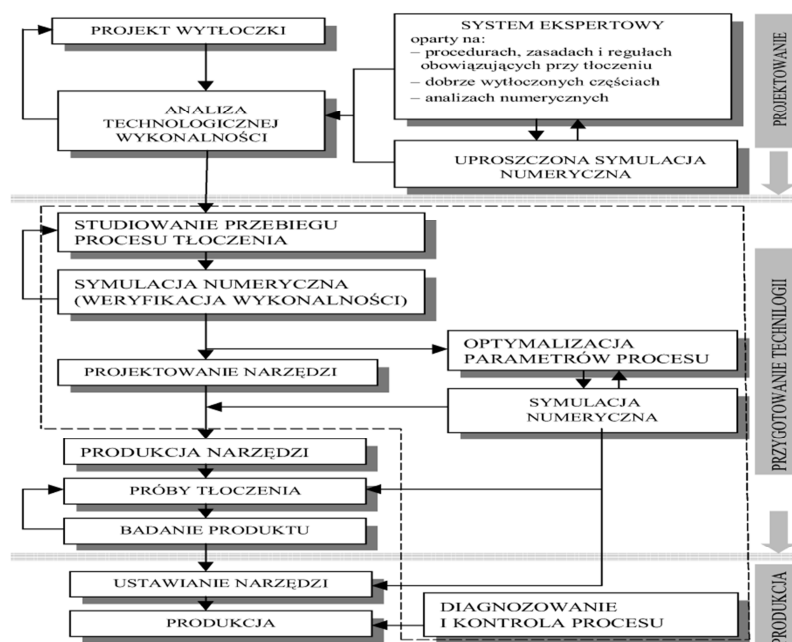 PROJEKT WYTŁOCZKI
SYSTEM EKSPERTOWY
oparty na:
– procedurach, zasadach i regułach
obowiązujących przy tłoczeniu
– dobrze wytłoczonych częściach
– analizach numerycznych
ANALIZA
TECHNOLOGICZNEJ
WYKONALNOŚCI
UPROSZCZONA SYMULACJA
NUMERYCZNA
PROJEKTOWANIE
STUDIOWANIE PRZEBIEGU
PROCESU TŁOCZENIA
SYMULACJA NUMERYCZNA
(WERYFIKACJA WYKONALNOŚCI)
OPTYMALIZACJA
PARAMETRÓW PROCESU
PROJEKTOWANIE NARZĘDZI
SYMULACJA
NUMERYCZNA
PRODUKCJA NARZĘDZI
PRÓBY TŁOCZENIA
BADANIE PRODUKTU
PRZYGOTOWANIE TECHNILOGII
USTAWIANIE NARZĘDZI
DIAGNOZOWANIE
I KONTROLA PROCESU
PRODUKCJA
PRODUKCJA